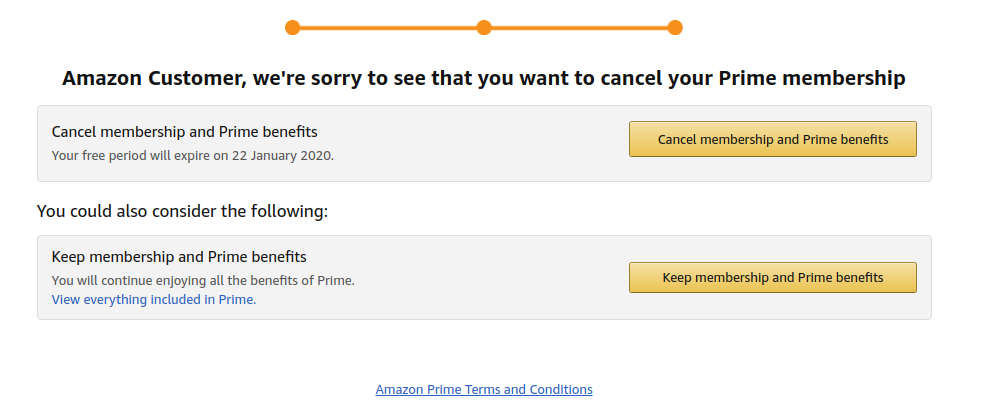 Amazon Customer, we're sorry to see that you want to cancel your Prime membership
Cancel membership and Prime benefits
Your free period will expire on 22 January 2020.
Cancel membership and Prime benefits
You could also consider the following:
Keep membership and Prime benefits
You will continue enjoying all the benefits of Prime.
View everything included in Prime.
Keep membership and Prime benefits
Amazon Prime Terms and Conditions